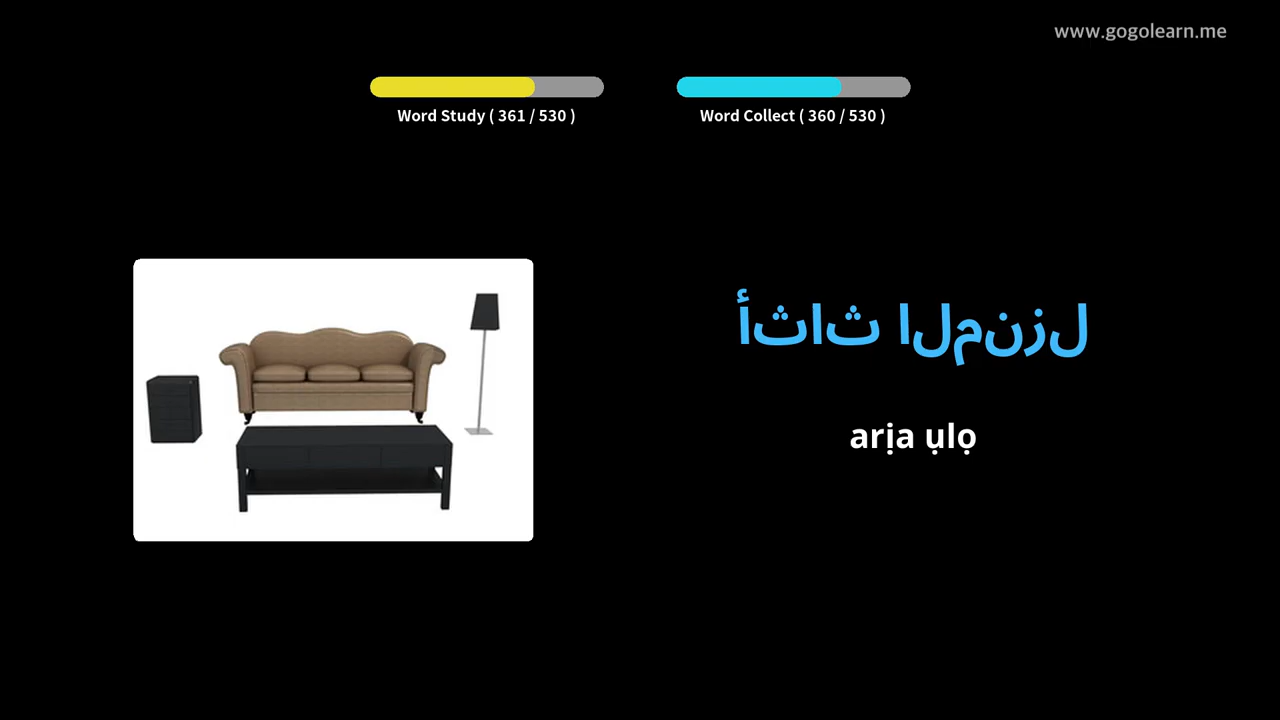 www.gogolearn.me
Word Study ( 361 / 530 )
Word Collect ( 360 / 530 )
أثاث المنزل
arịa ụlọ